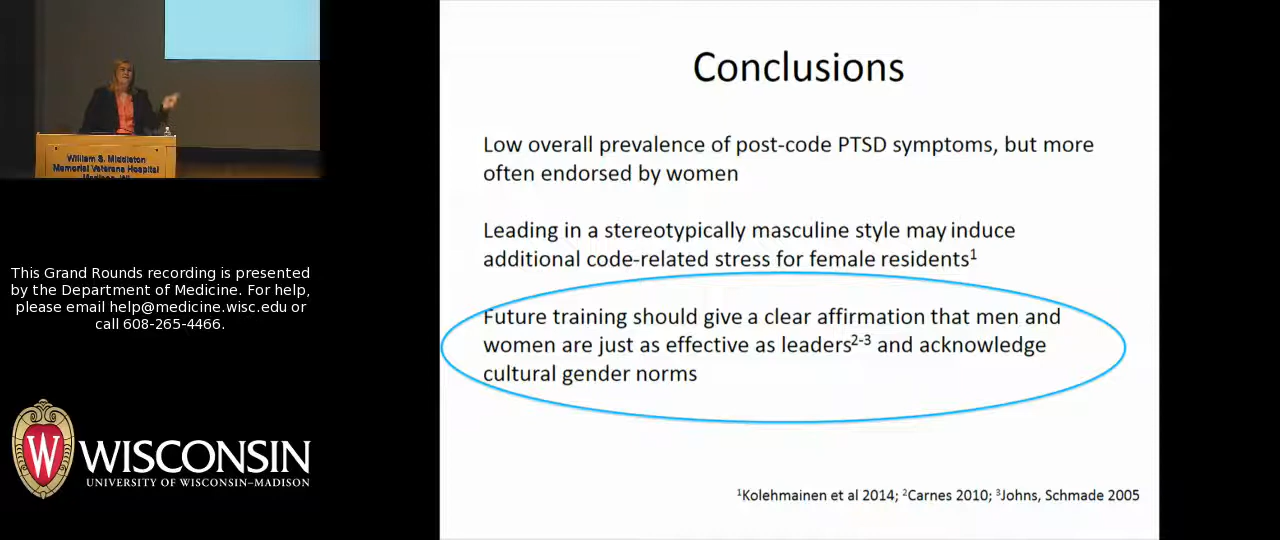 William S. Middleton
Memorial Veterans Hospital
Madison, WI
This Grand Rounds recording is presented
by the Department of Medicine. For help,
please email help@medicine.wisc.edu or
call 608-265-4466.
W
WISCONSIN
UNIVERSITY OF WISCONSIN–MADISON
Conclusions
Low overall prevalence of post-code PTSD symptoms, but more
often endorsed by women
Leading in a stereotypically masculine style may induce
additional code-related stress for female residents¹
Future training should give a clear affirmation that men and
women are just as effective as leaders²⁻³ and acknowledge
cultural gender norms
¹Kolehmainen et al 2014; ²Carnes 2010; ³Johns, Schmade 2005